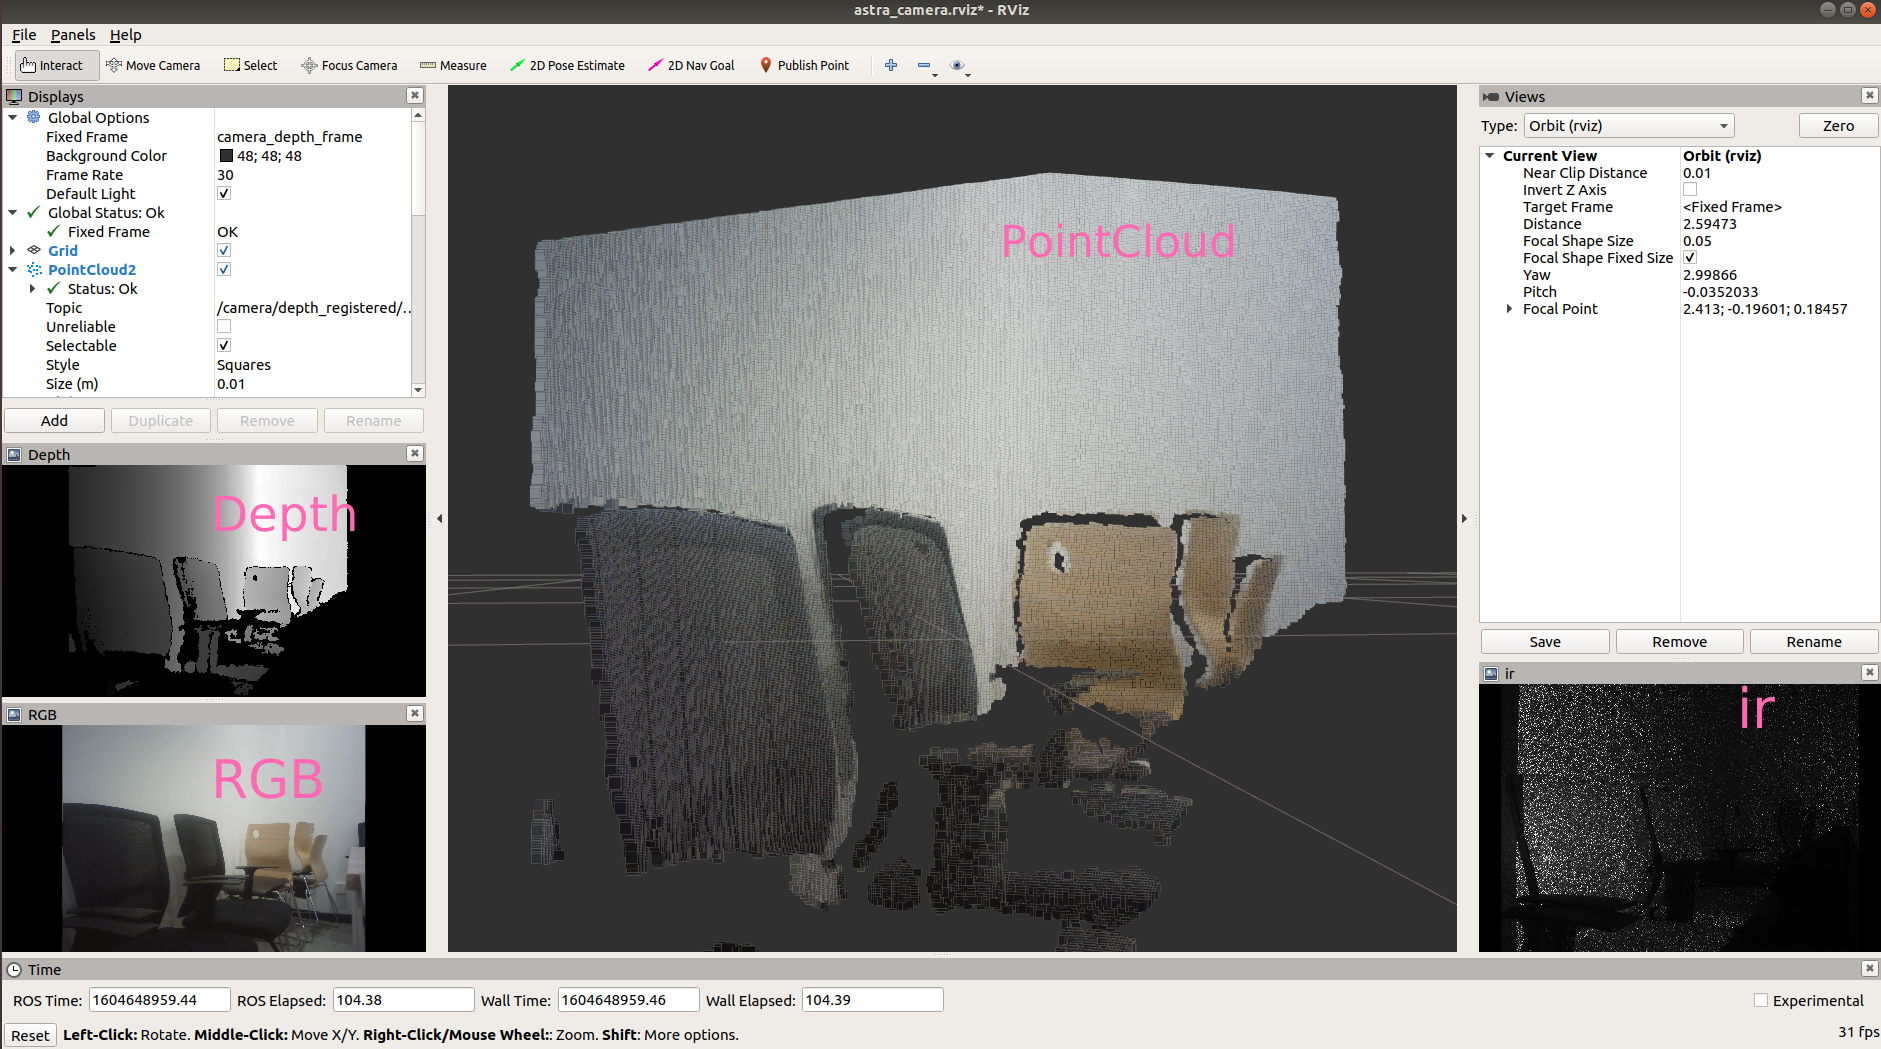 astra_camera.rviz* - RViz
File Panels Help
Interact Move Camera Select Focus Camera Measure 2D Pose Estimate 2D Nav Goal Publish Point
Displays
Global Options
Fixed Frame camera_depth_frame
Background Color 48; 48; 48
Frame Rate 30
Default Light
Global Status: Ok
Fixed Frame OK
Grid
PointCloud2
Status: Ok
Topic /camera/depth_registered/...
Unreliable
Selectable
Style Squares
Size (m) 0.01
Add Duplicate Remove Rename
Depth
Depth
RGB
RGB
PointCloud
Views
Type: Orbit (rviz) Zero
Current View Orbit (rviz)
Near Clip Distance 0.01
Invert Z Axis
Target Frame <Fixed Frame>
Distance 2.59473
Focal Shape Size 0.05
Focal Shape Fixed Size
Yaw 2.99866
Pitch -0.0352033
Focal Point 2.413; -0.19601; 0.18457
Save Remove Rename
ir
ir
Time
ROS Time: 1604648959.44 ROS Elapsed: 104.38 Wall Time: 1604648959.46 Wall Elapsed: 104.39 Experimental
Reset Left-Click: Rotate. Middle-Click: Move X/Y. Right-Click/Mouse Wheel:: Zoom. Shift: More options. 31 fps